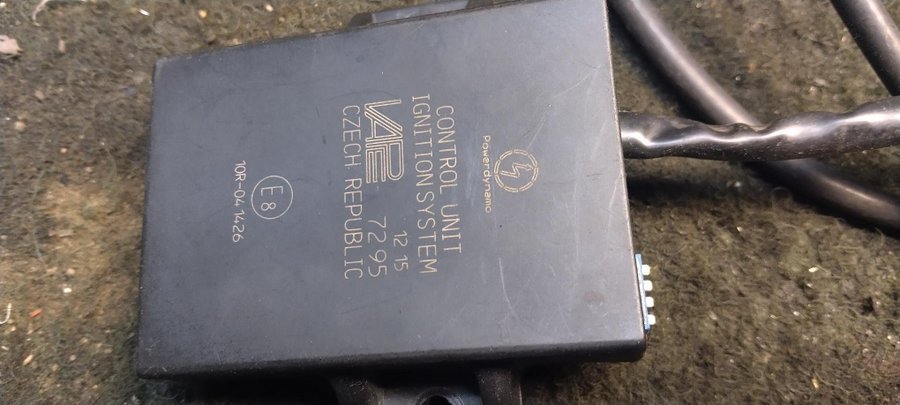 Powerdynamo
CONTROL UNIT
IGNITION SYSTEM
12 15
VAPE 7295
CZECH REPUBLIC
E8
10R-04 1426